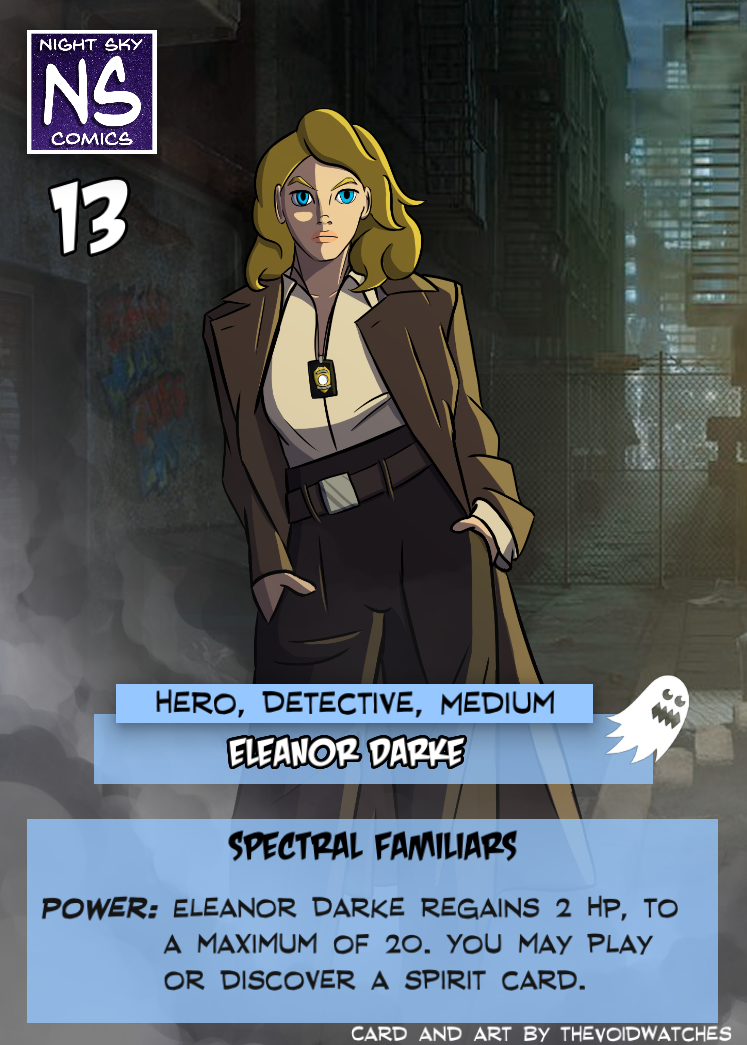 NIGHT SKY
NS
COMICS
13
HERO, DETECTIVE, MEDIUM
ELEANOR DARKE
SPECTRAL FAMILIARS
POWER: ELEANOR DARKE REGAINS 2 HP, TO
A MAXIMUM OF 20. YOU MAY PLAY
OR DISCOVER A SPIRIT CARD.
CARD AND ART BY THEVOIDWATCHES